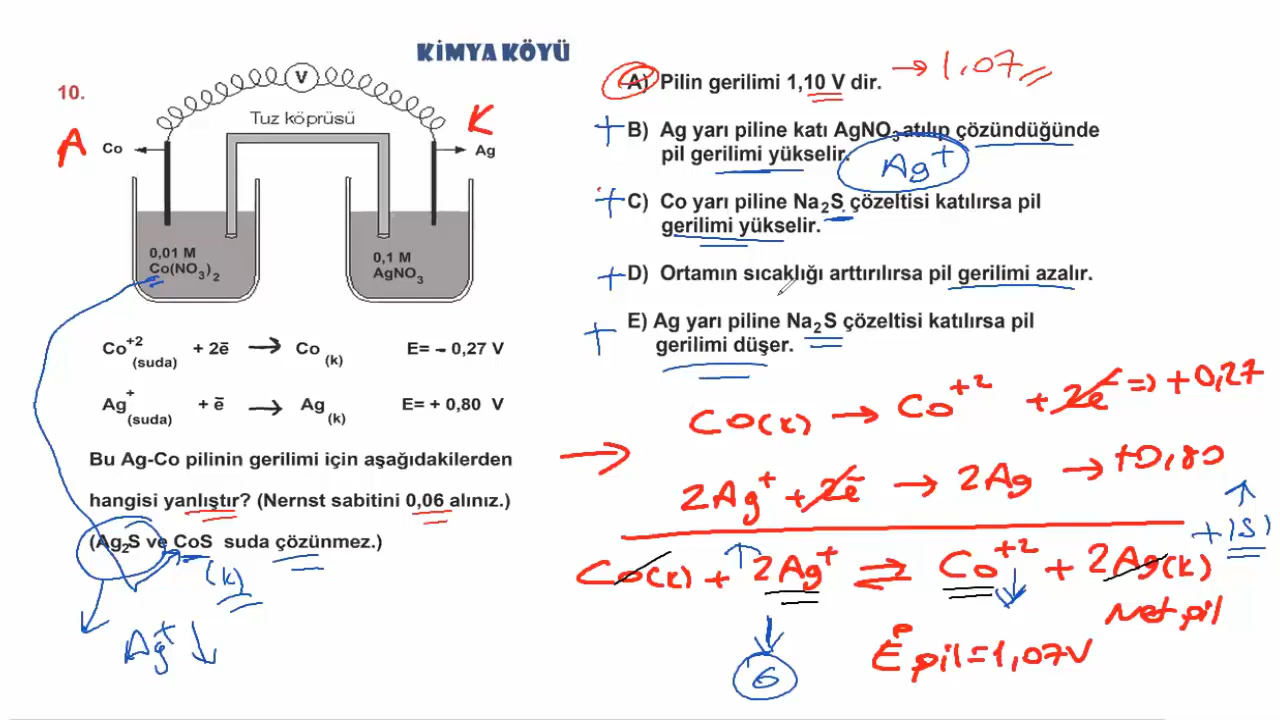 KİMYA KÖYÜ
10.
V
Tuz köprüsü
A
Co
K
Ag
0,01 M
Co(NO3)2
0,1 M
AgNO3
Co+2(suda) + 2ē → Co(k) E= - 0,27 V
Ag+(suda) + ē → Ag(k) E= + 0,80 V
Bu Ag-Co pilinin gerilimi için aşağıdakilerden
hangisi yanlıştır? (Nernst sabitini 0,06 alınız.)
(Ag2S ve CoS suda çözünmez.)
(k)
Ag+ ↓
A) Pilin gerilimi 1,10 V dir. → 1,07
+ B) Ag yarı piline katı AgNO3 atılıp çözündüğünde
pil gerilimi yükselir.
Ag+
+ C) Co yarı piline Na2S çözeltisi katılırsa pil
gerilimi yükselir.
+ D) Ortamın sıcaklığı arttırılırsa pil gerilimi azalır.
+ E) Ag yarı piline Na2S çözeltisi katılırsa pil
gerilimi düşer.
Co(k) → Co+2 + 2ē ⇒ +0,27
→ 2Ag+ + 2ē → 2Ag → +0,80
+ ısı ↑
Co(k) + ↑ 2Ag+ ⇌ Co+2 ↓ + 2Ag(k)
Net pil
E°pil = 1,07V